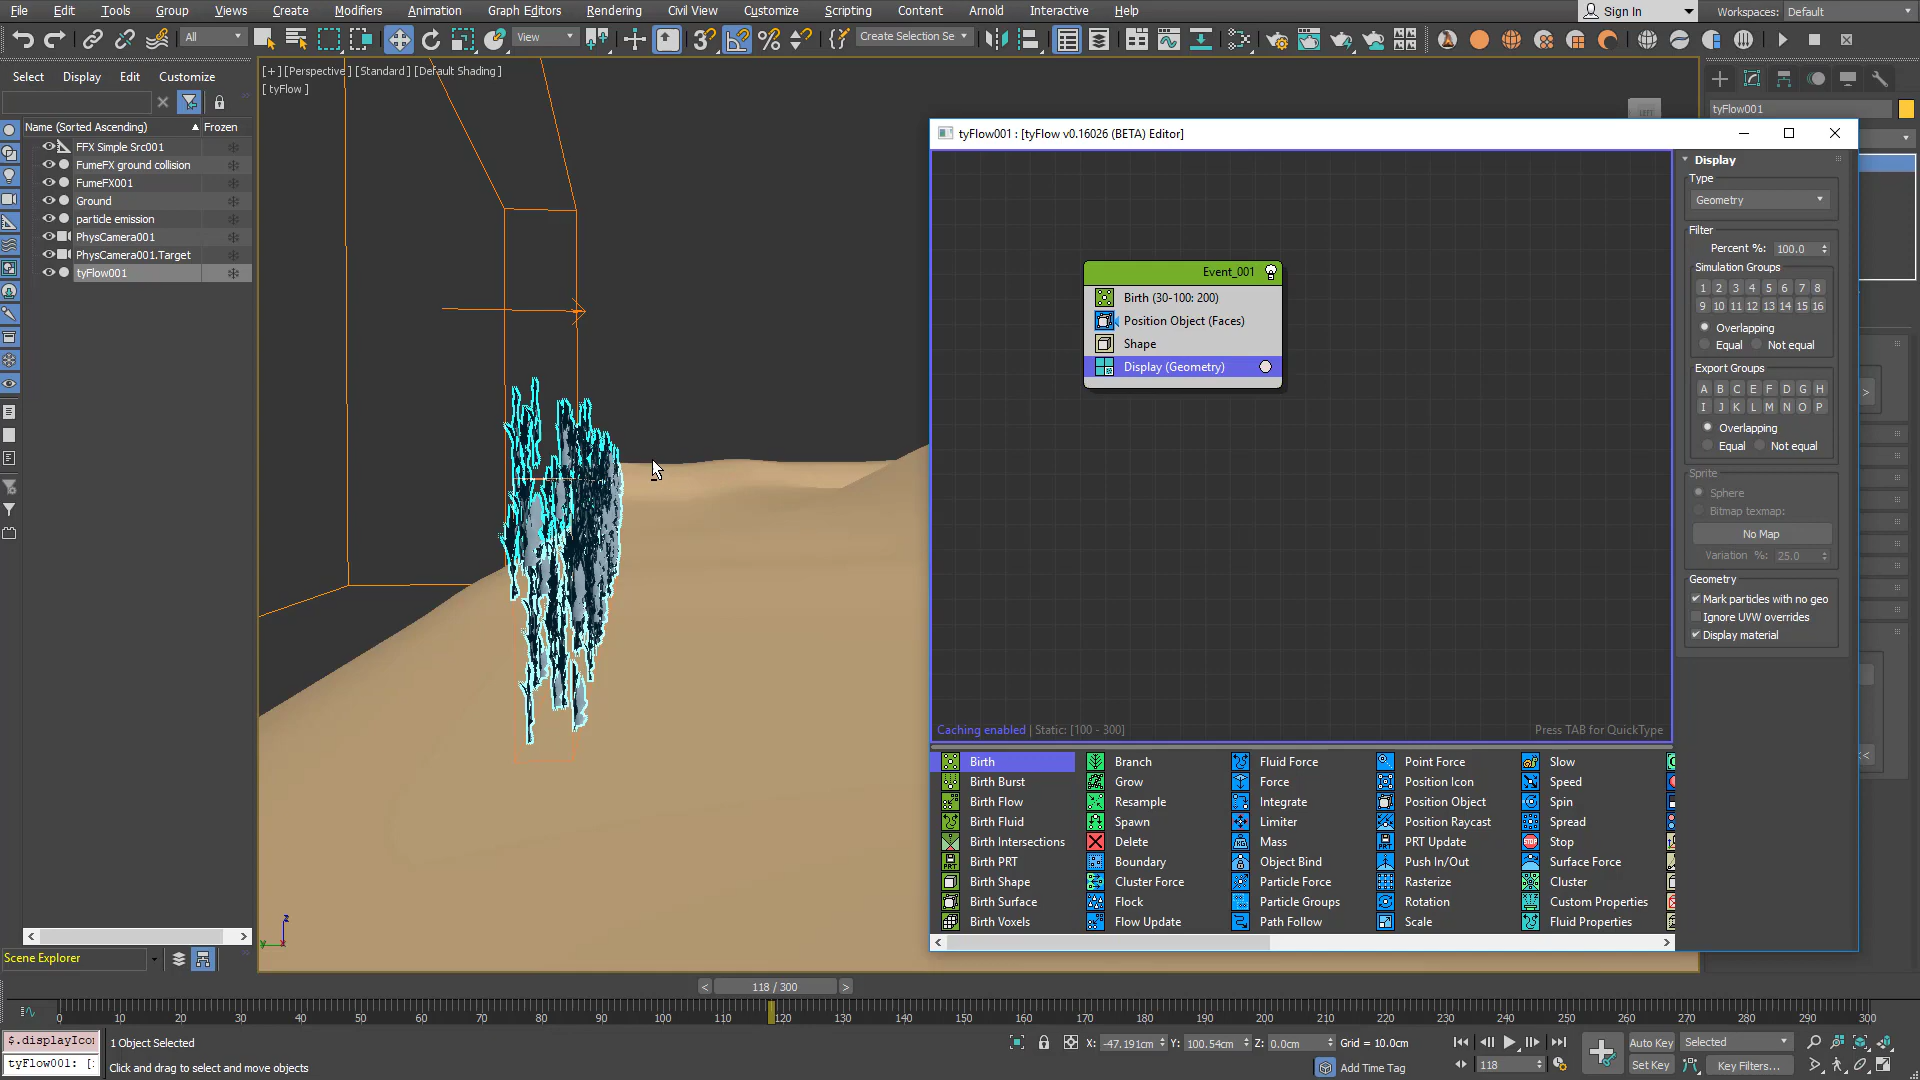 File Edit Tools Group Views Create Modifiers Animation Graph Editors Rendering Civil View Customize Scripting Content Arnold Interactive Help Sign In Workspaces: Default
All View Create Selection Se
Select Display Edit Customize
[+] [Perspective] [Standard] [Default Shading]
[ tyFlow ]
tyFlow001
Name (Sorted Ascending) Frozen
FFX Simple Src001
FumeFX ground collision
FumeFX001
Ground
particle emission
PhysCamera001
PhysCamera001.Target
tyFlow001
LEFT
tyFlow001 : [tyFlow v0.16026 (BETA) Editor]
Event_001
Birth (30-100: 200)
Position Object (Faces)
Shape
Display (Geometry)
Caching enabled | Static: [100 - 300] Press TAB for QuickType
Display
Type
Geometry
Filter
Percent %: 100.0
Simulation Groups
1 2 3 4 5 6 7 8
9 10 11 12 13 14 15 16
Overlapping
Equal Not equal
Export Groups
A B C E F D G H
I J K L M N O P
Overlapping
Equal Not equal
Sprite
Sphere
Bitmap texmap:
No Map
Variation %: 25.0
Geometry
Mark particles with no geo
Ignore UVW overrides
Display material
Birth Branch Fluid Force Point Force Slow
Birth Burst Grow Force Position Icon Speed
Birth Flow Resample Integrate Position Object Spin
Birth Fluid Spawn Limiter Position Raycast Spread
Birth Intersections Delete Mass PRT Update Stop
Birth PRT Boundary Object Bind Push In/Out Surface Force
Birth Shape Cluster Force Particle Force Rasterize Cluster
Birth Surface Flock Particle Groups Rotation Custom Properties
Birth Voxels Flow Update Path Follow Scale Fluid Properties
z
y x
Scene Explorer
< 118 / 300 >
0 10 20 30 40 50 60 70 80 90 100 110 120 130 140 150 160 170 180 190 200 210 220 230 240 250 260 270 280 290 300
$.displayIco
tyFlow001: [
1 Object Selected
Click and drag to select and move objects
X: -47.191cm Y: 100.54cm Z: 0.0cm Grid = 10.0cm
Add Time Tag
118
Auto Key Selected
Set Key Key Filters...